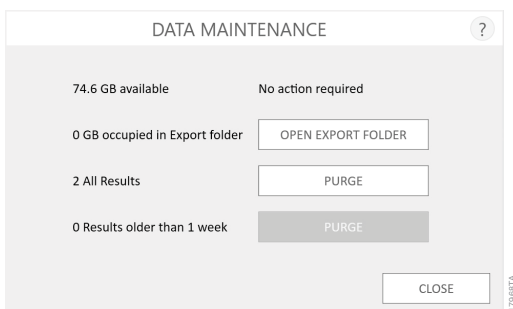 DATA MAINTENANCE
?
74.6 GB available No action required
0 GB occupied in Export folder OPEN EXPORT FOLDER
2 All Results PURGE
0 Results older than 1 week PURGE
CLOSE